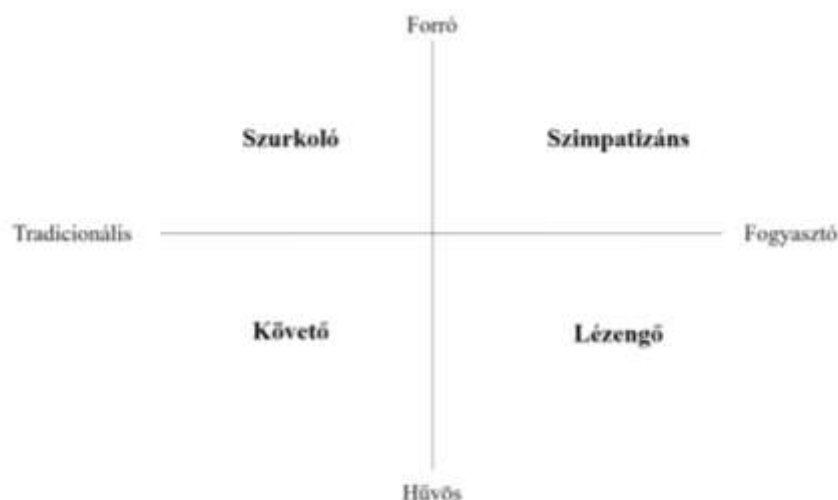 Forró
Szurkoló Szimpatizáns
Tradicionális Fogyasztó
Követő Lézengő
Hűvös